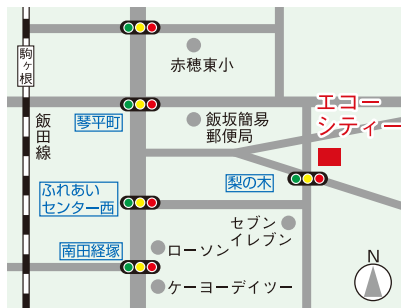 駒ヶ根
飯田線
赤穂東小
エコー
シティー
琴平町
飯坂簡易
郵便局
梨の木
ふれあい
センター西
セブン
イレブン
南田経塚
ローソン
ケーヨーデイツー
N